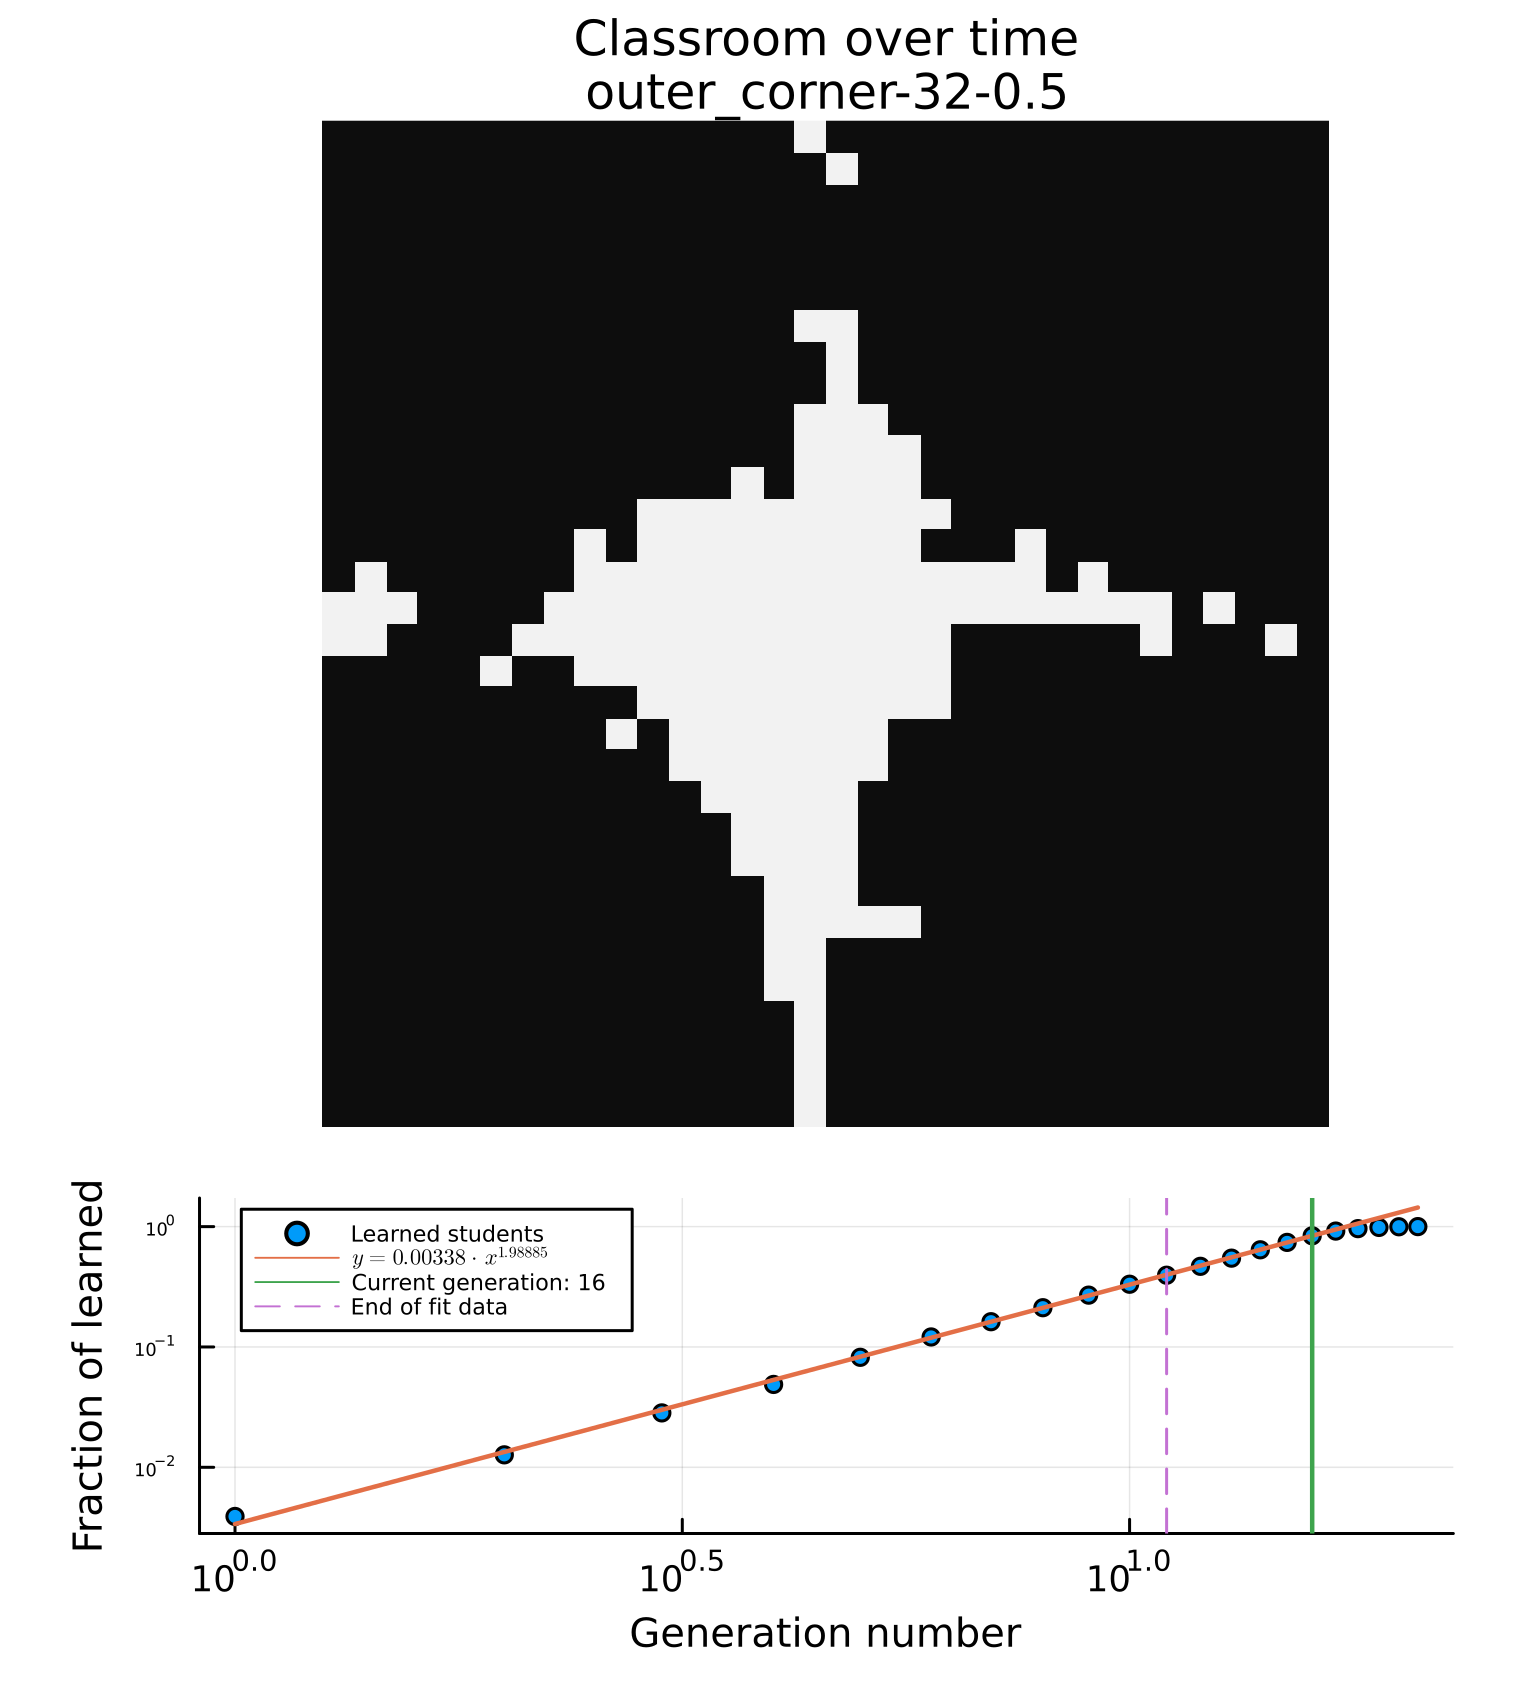 Classroom over time
outer_corner-32-0.5
Fraction of learned
10^0
10^-1
10^-2
Learned students
y = 0.00338 · x^1.98885
Current generation: 16
End of fit data
10^0.0
10^0.5
10^1.0
Generation number